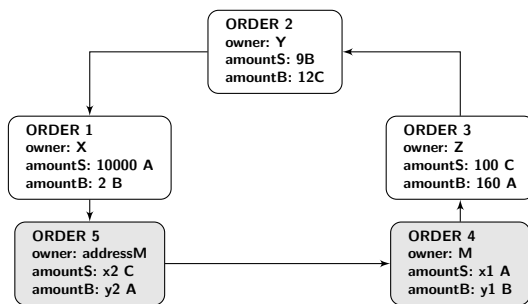 ORDER 2
owner: Y
amountS: 9B
amountB: 12C
ORDER 1
owner: X
amountS: 10000 A
amountB: 2 B
ORDER 3
owner: Z
amountS: 100 C
amountB: 160 A
ORDER 5
owner: addressM
amountS: x2 C
amountB: y2 A
ORDER 4
owner: M
amountS: x1 A
amountB: y1 B